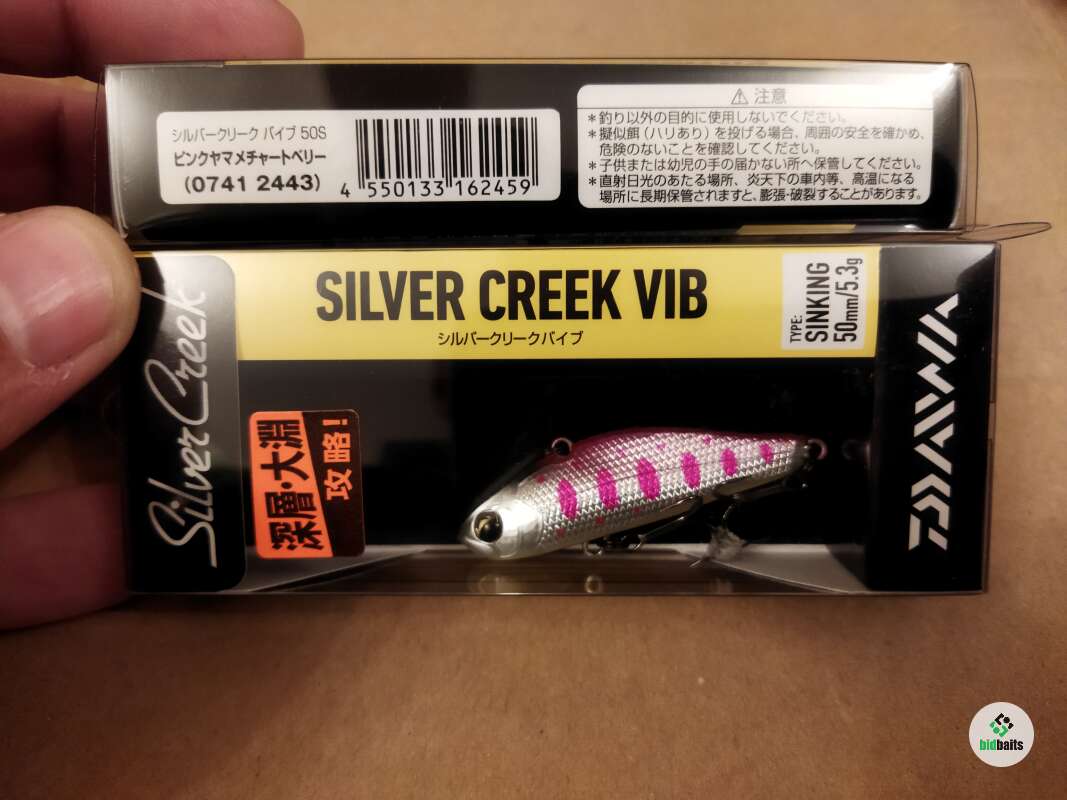 シルバークリーク バイブ 50S
ピンクヤマメチャートベリー
(0741 2443)
4 550133 162459
⚠ 注意
＊釣り以外の目的に使用しないでください。
＊擬似餌(ハリあり)を投げる場合、周囲の安全を確かめ、
危険のないことを確認してください。
＊子供または幼児の手の届かない所へ保管してください。
＊直射日光のあたる場所、炎天下の車内等、高温になる
場所に長期保管されますと、膨張・破裂することがあります。
Silver Creek
SILVER CREEK VIB
シルバークリークバイブ
TYPE:
SINKING
50mm/5.3g
深層・大淵
攻略!
DAIWA
bidbaits